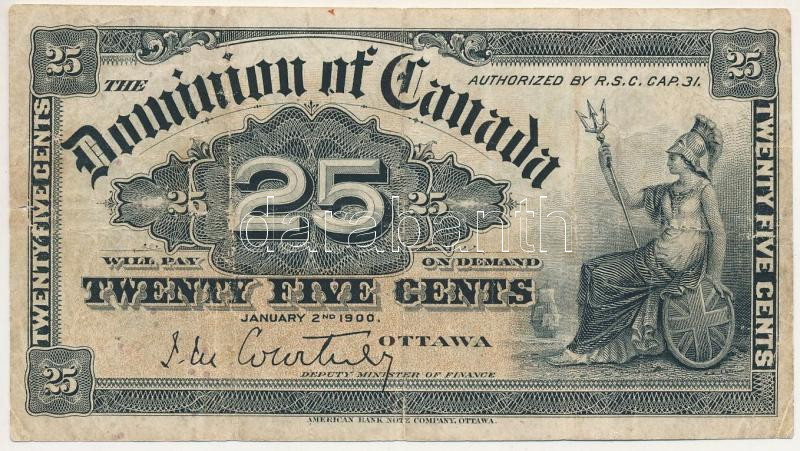 25
25
THE
Dominion of Canada
AUTHORIZED BY R.S.C. CAP. 31.
TWENTY-FIVE CENTS
TWENTY FIVE CENTS
25
25
25
darabanth
WILL PAY
ON DEMAND
TWENTY FIVE CENTS
JANUARY 2ND 1900.
OTTAWA
J M Courtney
DEPUTY MINISTER OF FINANCE
25
25
AMERICAN BANK NOTE COMPANY, OTTAWA.